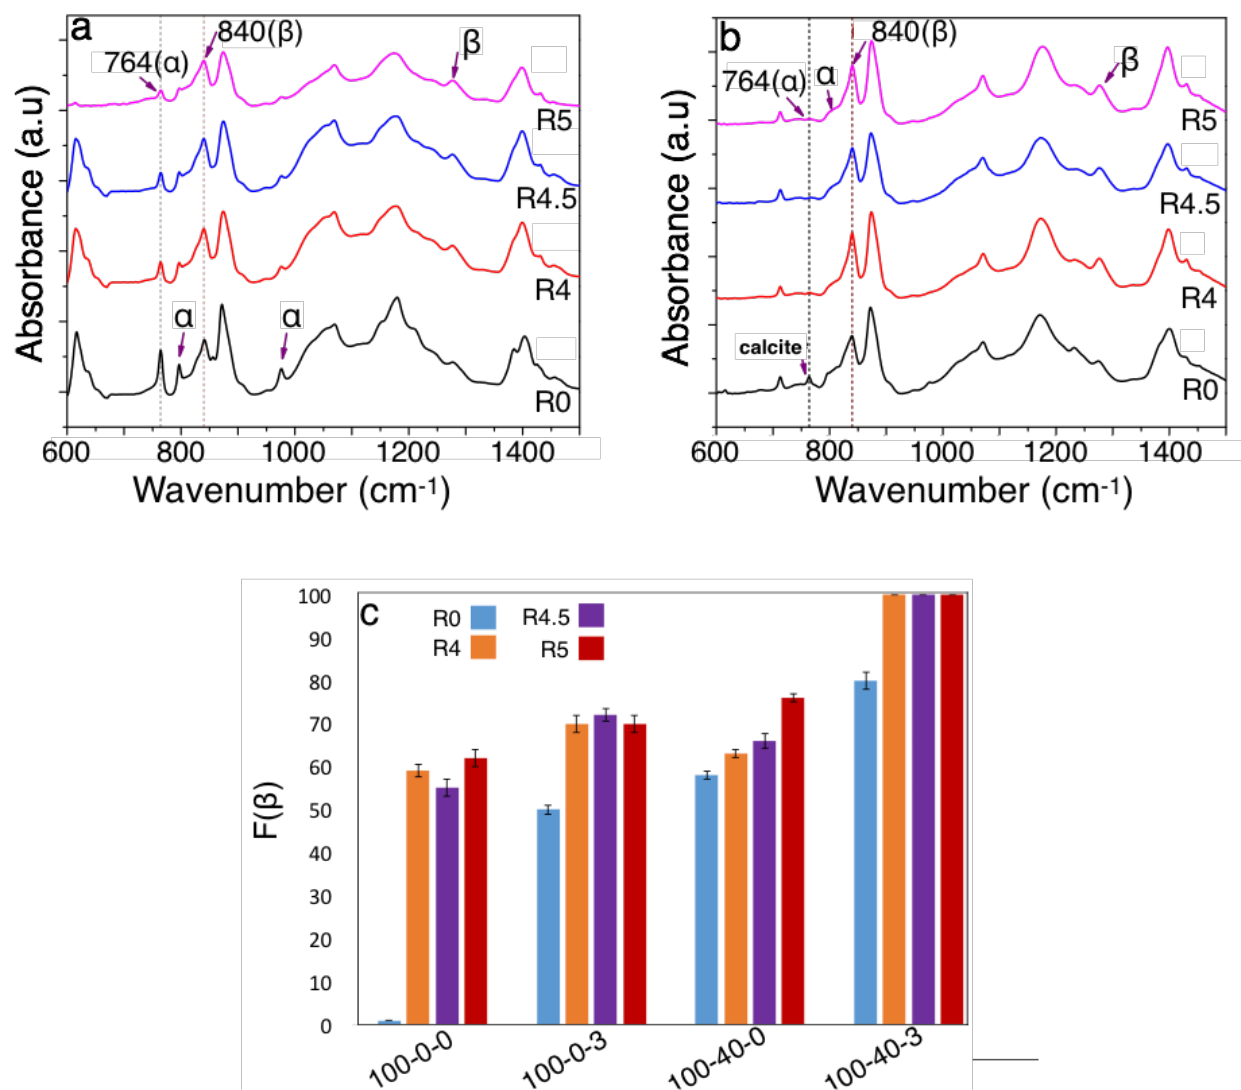 a
840(β)
β
764(α)
R5
R4.5
R4
α
α
R0
Absorbance (a.u)
600 800 1000 1200 1400
Wavenumber (cm-1)
b
840(β)
β
764(α)
α
R5
R4.5
R4
calcite
R0
Absorbance (a.u)
600 800 1000 1200 1400
Wavenumber (cm-1)
c
R0 R4.5
R4 R5
100
90
80
70
60
50
40
30
20
10
0
F(β)
100-0-0 100-0-3 100-40-0 100-40-3